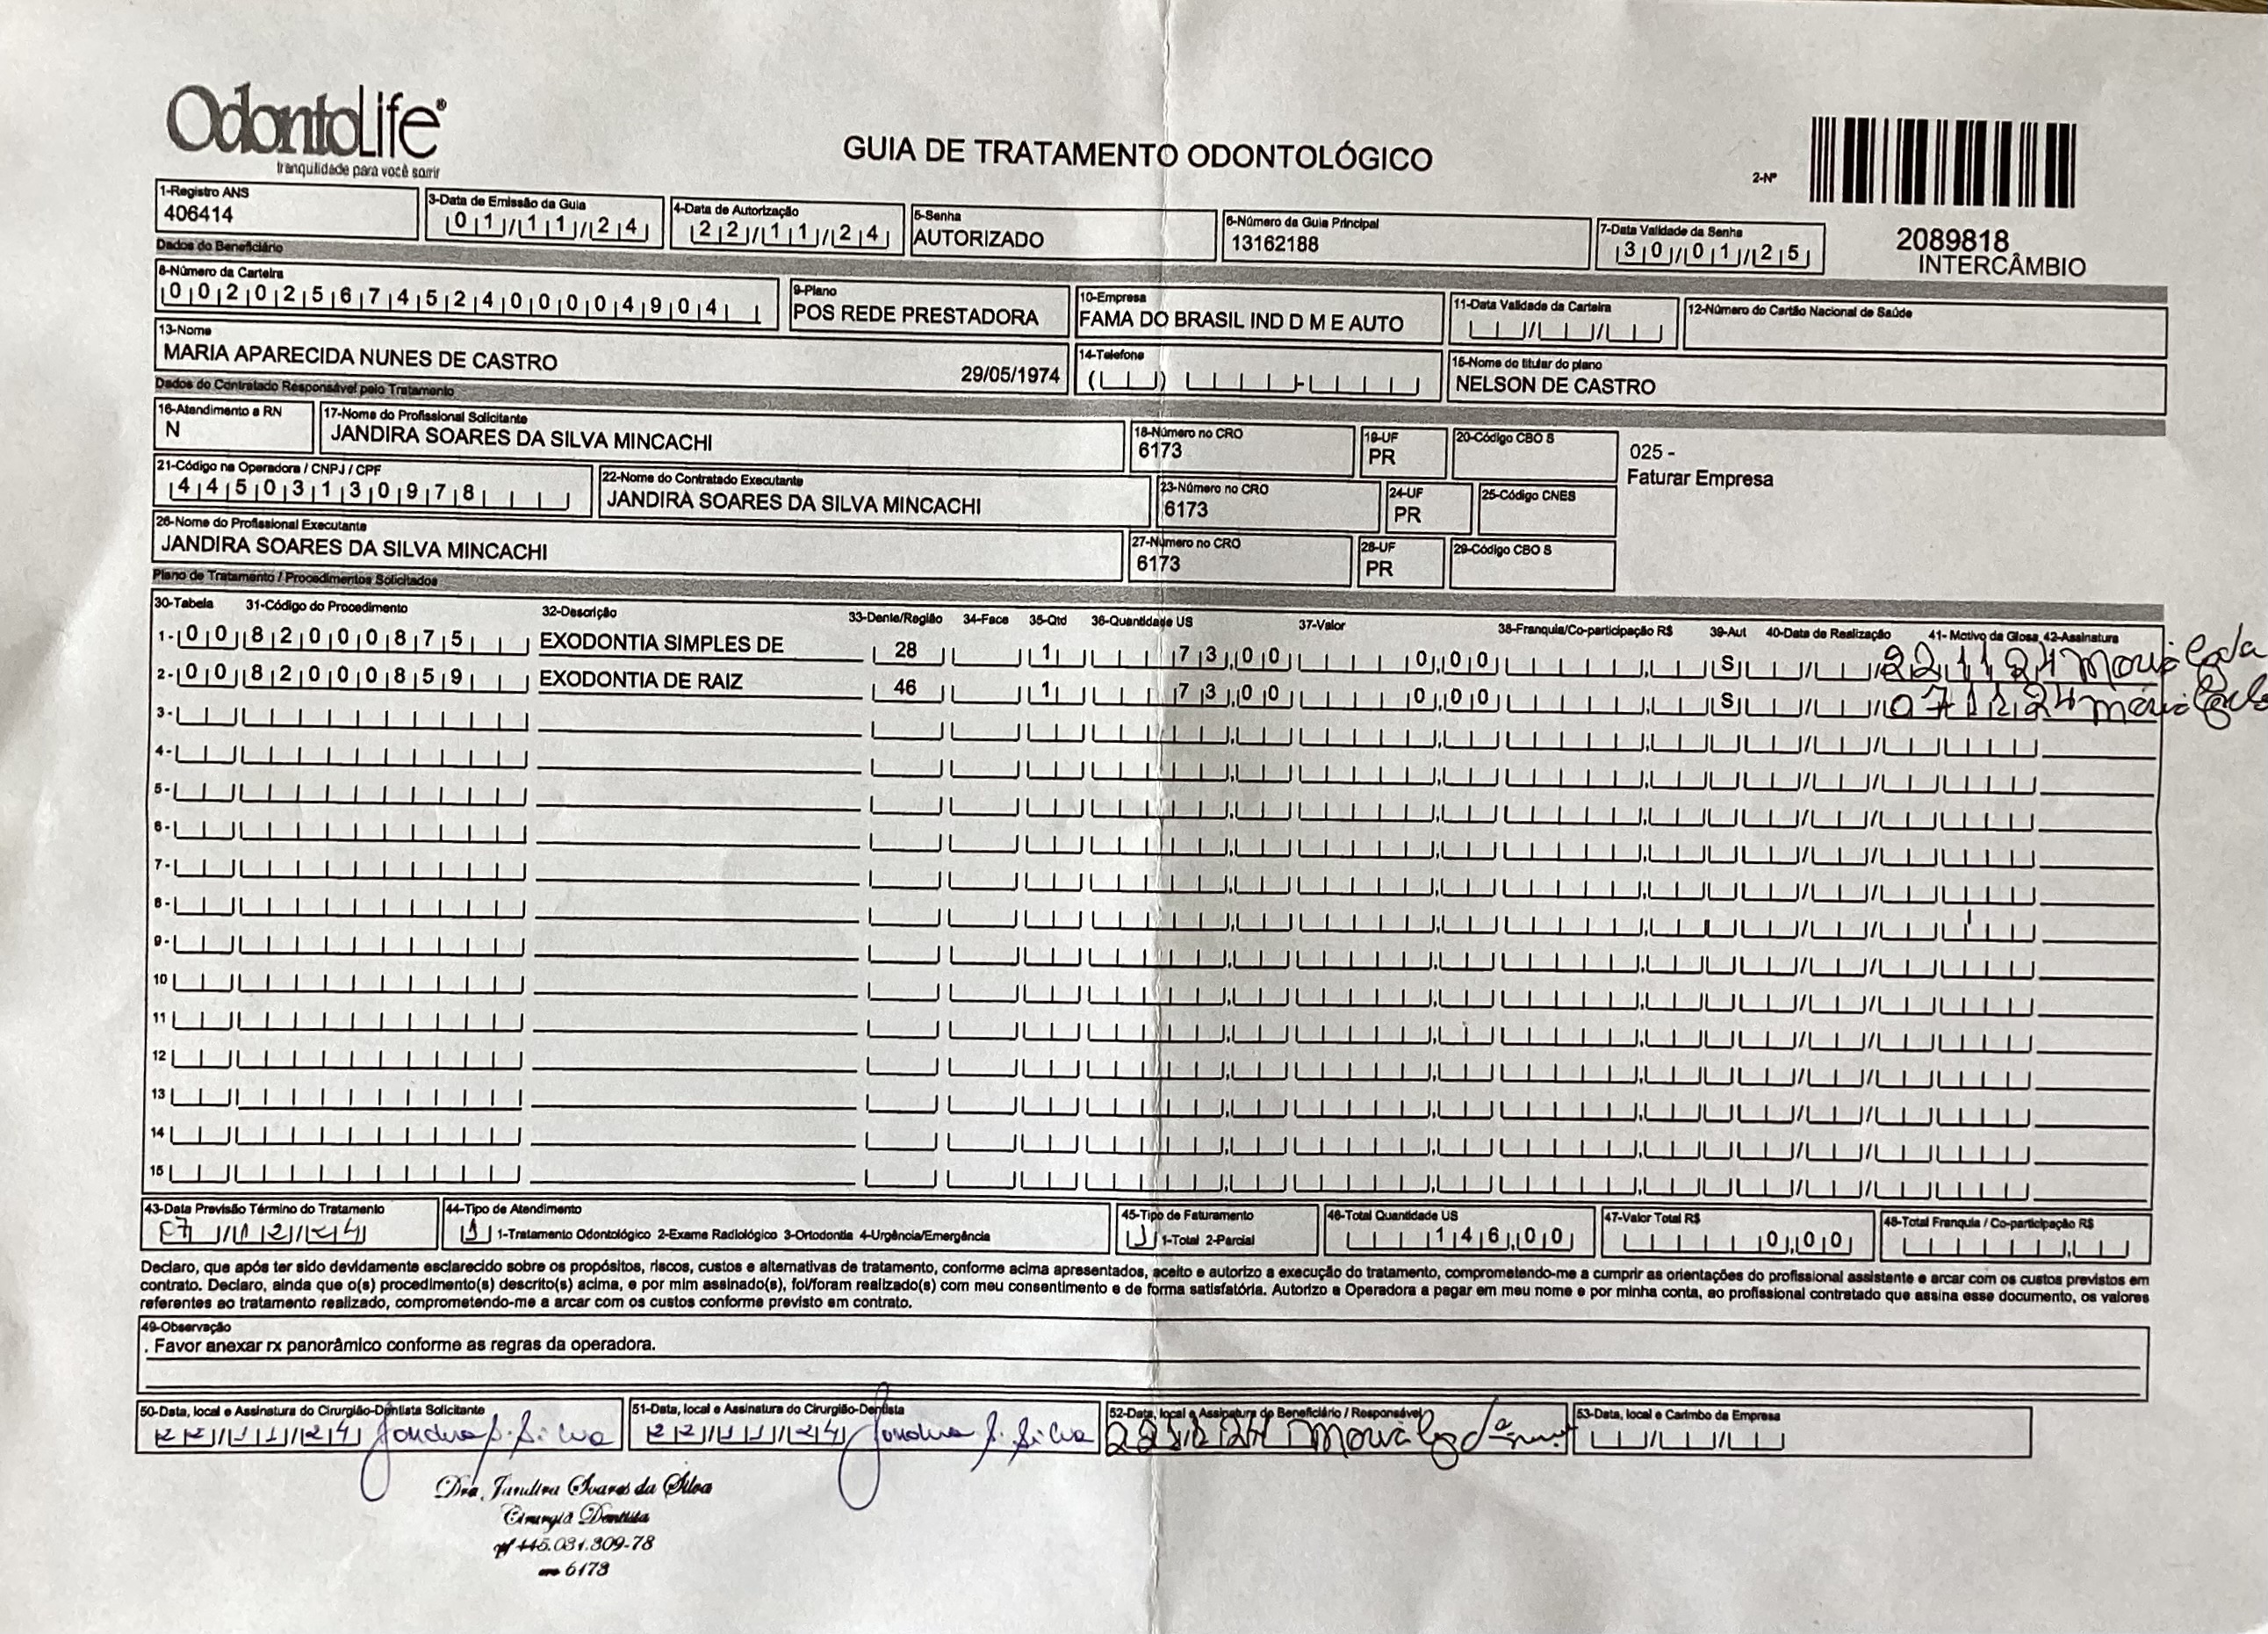 OdontoLife®
tranquilidade para você sorrir
GUIA DE TRATAMENTO ODONTOLÓGICO
2-Nº
2089818
INTERCÂMBIO
1-Registro ANS
406414
3-Data de Emissão da Guia
01/11/24
4-Data de Autorização
22/11/24
5-Senha
AUTORIZADO
6-Número da Guia Principal
13162188
7-Data Validade da Senha
30/01/25
Dados do Beneficiário
8-Número da Carteira
00202567452400004904
9-Plano
POS REDE PRESTADORA
10-Empresa
FAMA DO BRASIL IND D M E AUTO
11-Data Validade da Carteira
12-Número do Cartão Nacional de Saúde
13-Nome
MARIA APARECIDA NUNES DE CASTRO
29/05/1974
14-Telefone
15-Nome do titular do plano
NELSON DE CASTRO
Dados do Contratado Responsável pelo Tratamento
16-Atendimento a RN
N
17-Nome do Profissional Solicitante
JANDIRA SOARES DA SILVA MINCACHI
18-Número no CRO
6173
19-UF
PR
20-Código CBO S
025 -
Faturar Empresa
21-Código na Operadora / CNPJ / CPF
44503130978
22-Nome do Contratado Executante
JANDIRA SOARES DA SILVA MINCACHI
23-Número no CRO
6173
24-UF
PR
25-Código CNES
26-Nome do Profissional Executante
JANDIRA SOARES DA SILVA MINCACHI
27-Número no CRO
6173
28-UF
PR
29-Código CBO S
Plano de Tratamento / Procedimentos Solicitados
30-Tabela 31-Código do Procedimento 32-Descrição 33-Dente/Região 34-Face 35-Qtd 36-Quantidade US 37-Valor 38-Franquia/Co-participação R$ 39-Aut 40-Data de Realização 41- Motivo da Glosa 42-Assinatura
1- 00 82000875 EXODONTIA SIMPLES DE 28 1 73,00 0,00 S 22 11 24 Maria
2- 00 82000859 EXODONTIA DE RAIZ 46 1 73,00 0,00 S 07 12 24 Maria
3-
4-
5-
6-
7-
8-
9-
10
11
12
13
14
15
43-Data Previsão Término do Tratamento
07/12/24
44-Tipo de Atendimento
1 1-Tratamento Odontológico 2-Exame Radiológico 3-Ortodontia 4-Urgência/Emergência
45-Tipo de Faturamento
1-Total 2-Parcial
46-Total Quantidade US
146,00
47-Valor Total R$
0,00
48-Total Franquia / Co-participação R$
Declaro, que após ter sido devidamente esclarecido sobre os propósitos, riscos, custos e alternativas de tratamento, conforme acima apresentados, aceito e autorizo a execução do tratamento, comprometendo-me a cumprir as orientações do profissional assistente e arcar com os custos previstos em
contrato. Declaro, ainda que o(s) procedimento(s) descrito(s) acima, e por mim assinado(s), foi/foram realizado(s) com meu consentimento e de forma satisfatória. Autorizo a Operadora a pagar em meu nome e por minha conta, ao profissional contratado que assina esse documento, os valores
referentes ao tratamento realizado, comprometendo-me a arcar com os custos conforme previsto em contrato.
49-Observação
. Favor anexar rx panorâmico conforme as regras da operadora.
50-Data, local e Assinatura do Cirurgião-Dentista Solicitante
22/11/24 Jandira S. Silva
51-Data, local e Assinatura do Cirurgião-Dentista
22/11/24 Jandira S. Silva
52-Data, local e Assinatura do Beneficiário / Responsável
Maria
53-Data, local e Carimbo da Empresa
Dra. Jandira Soares da Silva
Cirurgiã Dentista
cpf 445.031.309-78
cro 6173